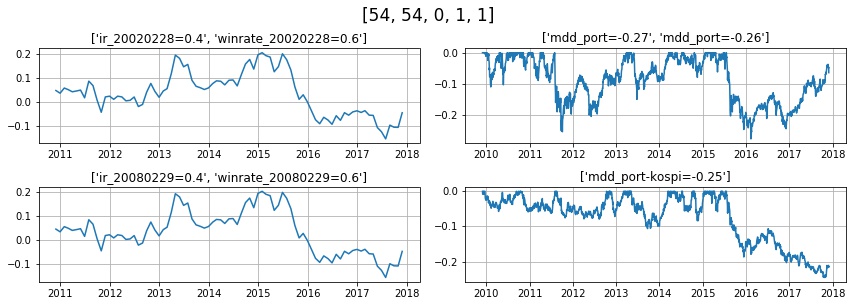 [54, 54, 0, 1, 1]
['ir_20020228=0.4', 'winrate_20020228=0.6']
0.2
0.1
0.0
−0.1
2011 2012 2013 2014 2015 2016 2017 2018
['mdd_port=-0.27', 'mdd_port=-0.26']
0.0
−0.1
−0.2
2010 2011 2012 2013 2014 2015 2016 2017 2018
['ir_20080229=0.4', 'winrate_20080229=0.6']
0.2
0.1
0.0
−0.1
2011 2012 2013 2014 2015 2016 2017 2018
['mdd_port-kospi=-0.25']
0.0
−0.1
−0.2
2010 2011 2012 2013 2014 2015 2016 2017 2018